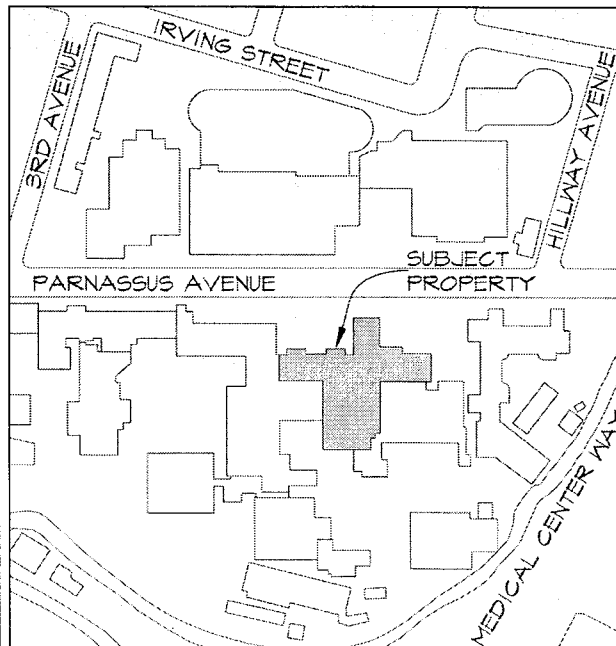 IRVING STREET
3RD AVENUE
HILLWAY AVENUE
SUBJECT
PROPERTY
PARNASSUS AVENUE
MEDICAL CENTER WAY